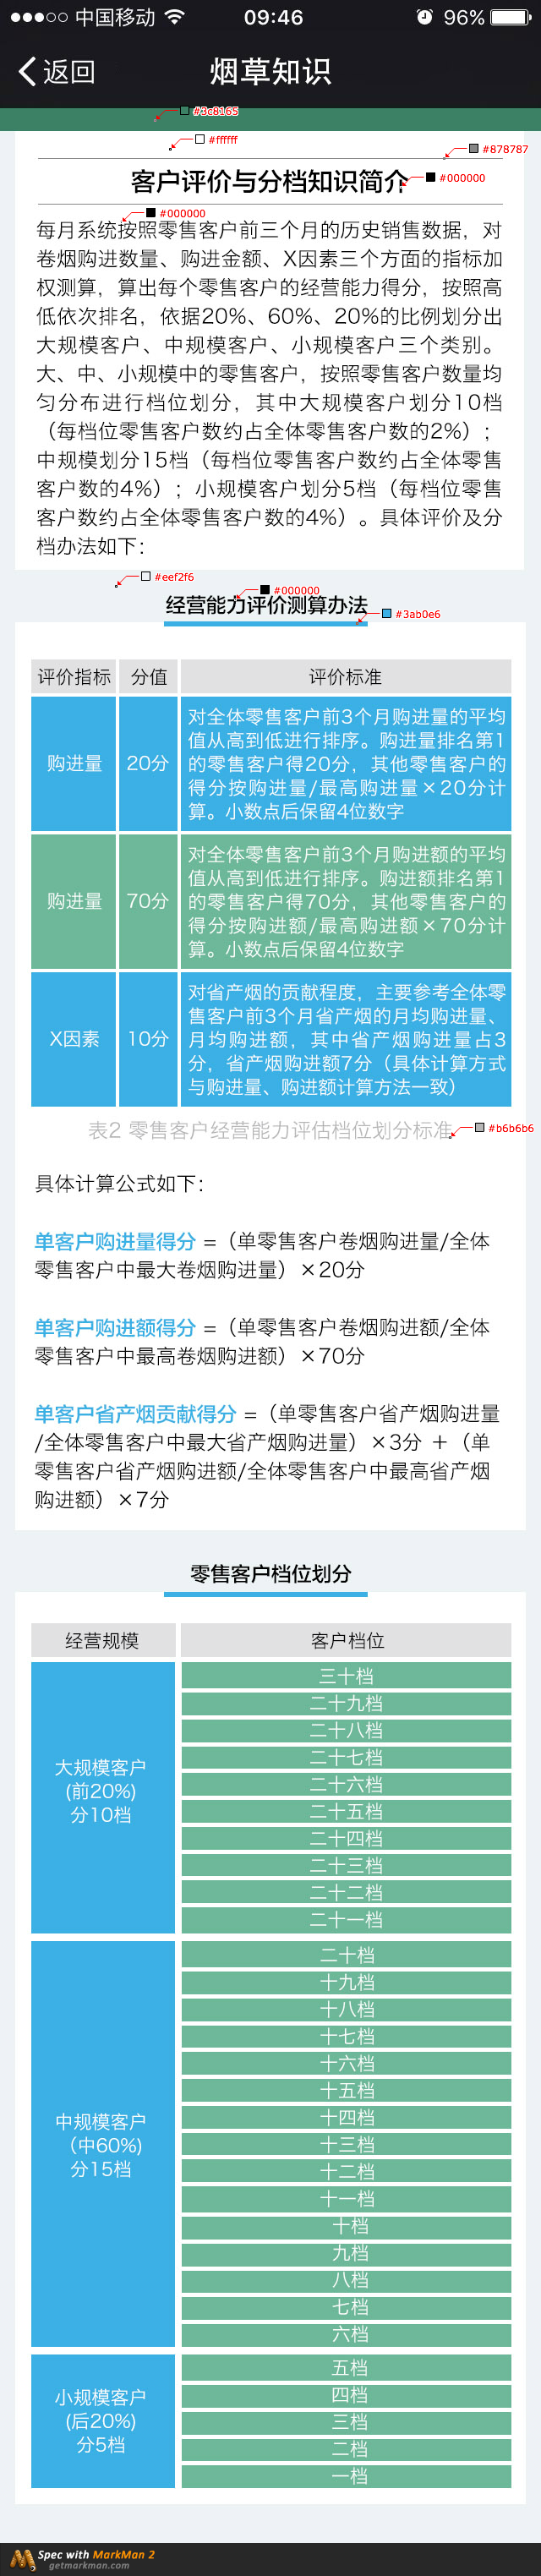 中国移动 09:46 96%
返回 烟草知识
#3c8165
#ffffff
#878787
客户评价与分档知识简介
#000000
#000000
每月系统按照零售客户前三个月的历史销售数据，对
卷烟购进数量、购进金额、X因素三个方面的指标加
权测算，算出每个零售客户的经营能力得分，按照高
低依次排名，依据20%、60%、20%的比例划分出
大规模客户、中规模客户、小规模客户三个类别。
大、中、小规模中的零售客户，按照零售客户数量均
匀分布进行档位划分，其中大规模客户划分10档
（每档位零售客户数约占全体零售客户数的2%）；
中规模划分15档（每档位零售客户数约占全体零售
客户数的4%）；小规模客户划分5档（每档位零售
客户数约占全体零售客户数的4%）。具体评价及分
档办法如下：
#eef2f6
#000000
经营能力评价测算办法
#3ab0e6
评价指标 分值 评价标准
购进量 20分
对全体零售客户前3个月购进量的平均
值从高到低进行排序。购进量排名第1
的零售客户得20分，其他零售客户的
得分按购进量/最高购进量×20分计
算。小数点后保留4位数字
购进量 70分
对全体零售客户前3个月购进额的平均
值从高到低进行排序。购进额排名第1
的零售客户得70分，其他零售客户的
得分按购进额/最高购进额×70分计
算。小数点后保留4位数字
X因素 10分
对省产烟的贡献程度，主要参考全体零
售客户前3个月省产烟的月均购进量、
月均购进额，其中省产烟购进量占3
分，省产烟购进额7分（具体计算方式
与购进量、购进额计算方法一致）
表2 零售客户经营能力评估档位划分标准
#b6b6b6
具体计算公式如下：
单客户购进量得分 =（单零售客户卷烟购进量/全体
零售客户中最大卷烟购进量）×20分
单客户购进额得分 =（单零售客户卷烟购进额/全体
零售客户中最高卷烟购进额）×70分
单客户省产烟贡献得分 =（单零售客户省产烟购进量
/全体零售客户中最大省产烟购进量）×3分 +（单
零售客户省产烟购进额/全体零售客户中最高省产烟
购进额）×7分
零售客户档位划分
经营规模 客户档位
大规模客户
(前20%)
分10档
三十档
二十九档
二十八档
二十七档
二十六档
二十五档
二十四档
二十三档
二十二档
二十一档
中规模客户
（中60%)
分15档
二十档
十九档
十八档
十七档
十六档
十五档
十四档
十三档
十二档
十一档
十档
九档
八档
七档
六档
小规模客户
(后20%)
分5档
五档
四档
三档
二档
一档
Spec with MarkMan 2
getmarkman.com